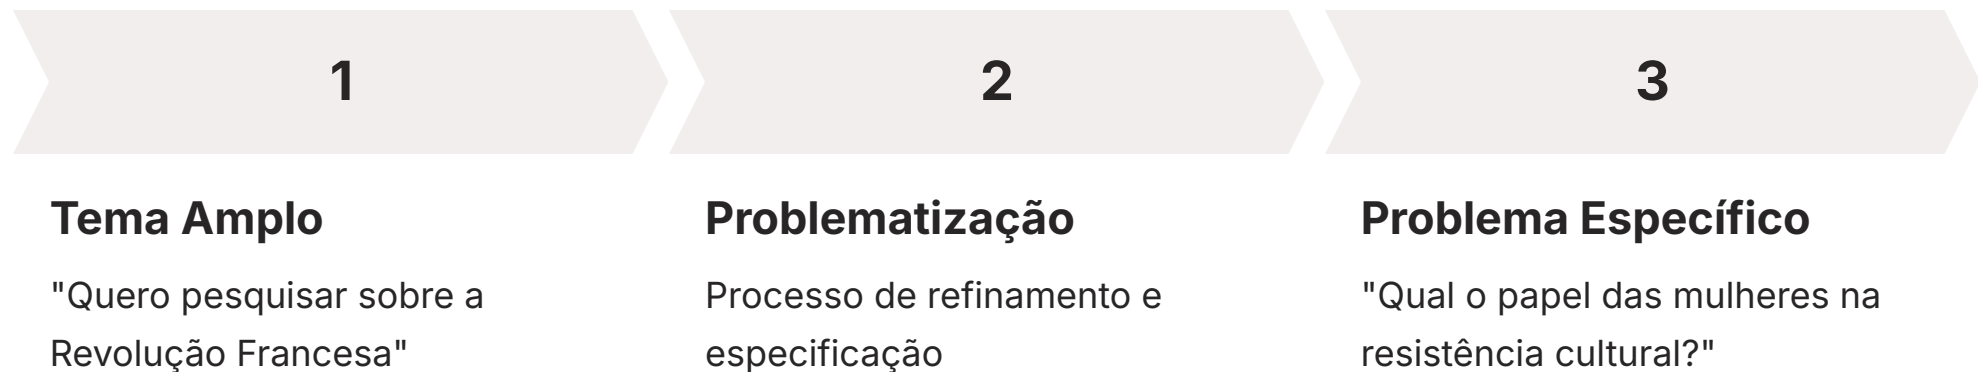 1
Tema Amplo
"Quero pesquisar sobre a
Revolução Francesa"
2
Problematização
Processo de refinamento e
especificação
3
Problema Específico
"Qual o papel das mulheres na
resistência cultural?"